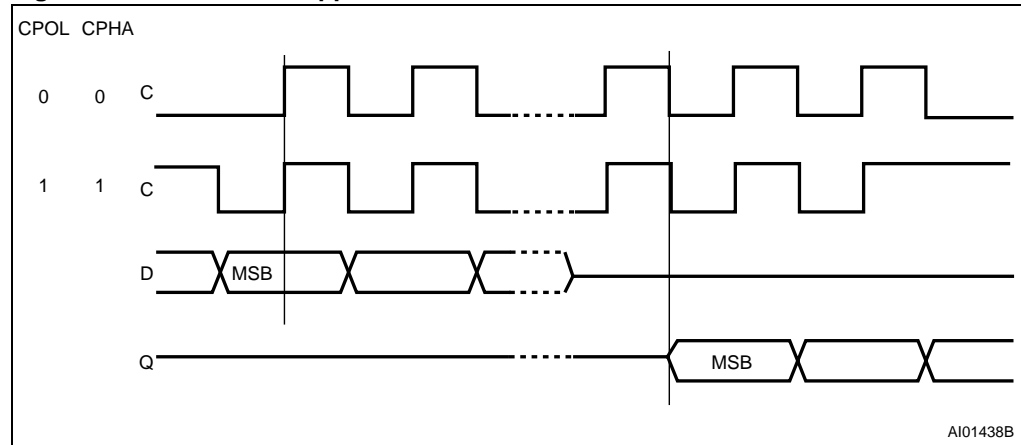 CPOL CPHA
0 0 C
1 1 C
D MSB
Q MSB
AI01438B